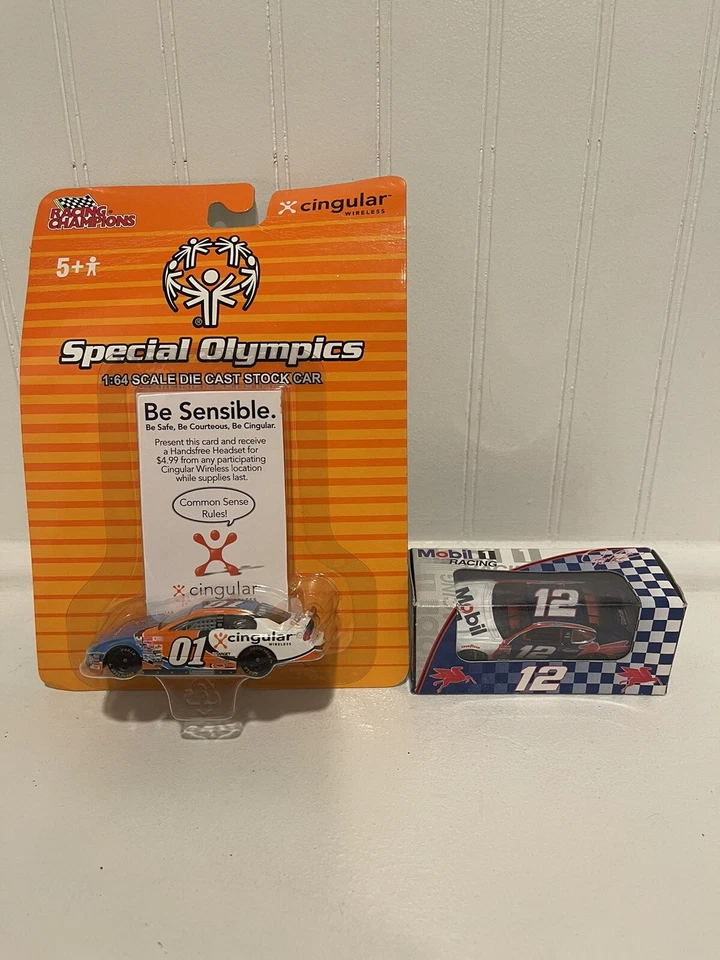 RACING
CHAMPIONS
cingular
WIRELESS
5+
Special Olympics
1:64 SCALE DIE CAST STOCK CAR
Be Sensible.
Be Safe, Be Courteous, Be Cingular.
Present this card and receive
a Handsfree Headset for
$4.99 from any participating
Cingular Wireless location
while supplies last.
Common Sense
Rules!
cingular
01
cingular
WIRELESS
Mobil 1
RACING
Mobil
12
12
12